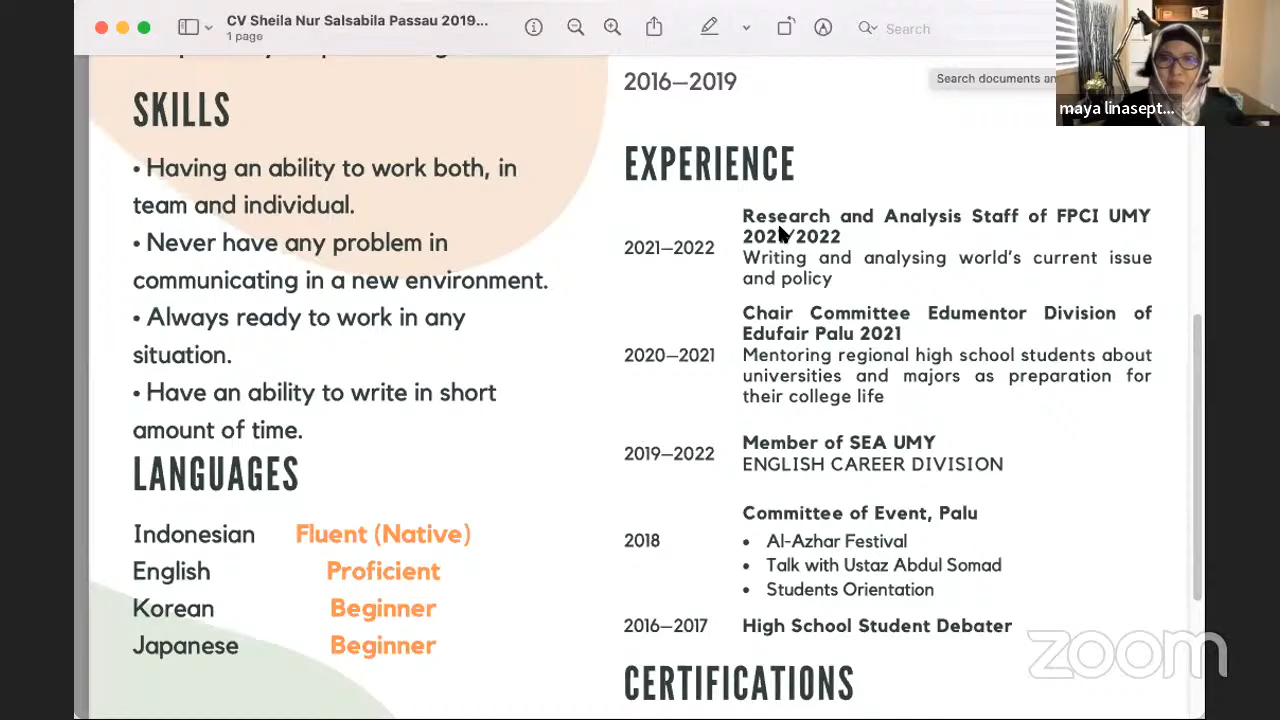 CV Sheila Nur Salsabila Passau 2019...
1 page
Search
Search documents an
maya linasept...
SKILLS
• Having an ability to work both, in
team and individual.
• Never have any problem in
communicating in a new environment.
• Always ready to work in any
situation.
• Have an ability to write in short
amount of time.
LANGUAGES
Indonesian Fluent (Native)
English Proficient
Korean Beginner
Japanese Beginner
2016–2019
EXPERIENCE
Research and Analysis Staff of FPCI UMY
2022
2021–2022
Writing and analysing world's current issue
and policy
Chair Committee Edumentor Division of
Edufair Palu 2021
2020–2021
Mentoring regional high school students about
universities and majors as preparation for
their college life
2019–2022
Member of SEA UMY
ENGLISH CAREER DIVISION
Committee of Event, Palu
2018
• Al-Azhar Festival
• Talk with Ustaz Abdul Somad
• Students Orientation
2016–2017 High School Student Debater
CERTIFICATIONS
zoom